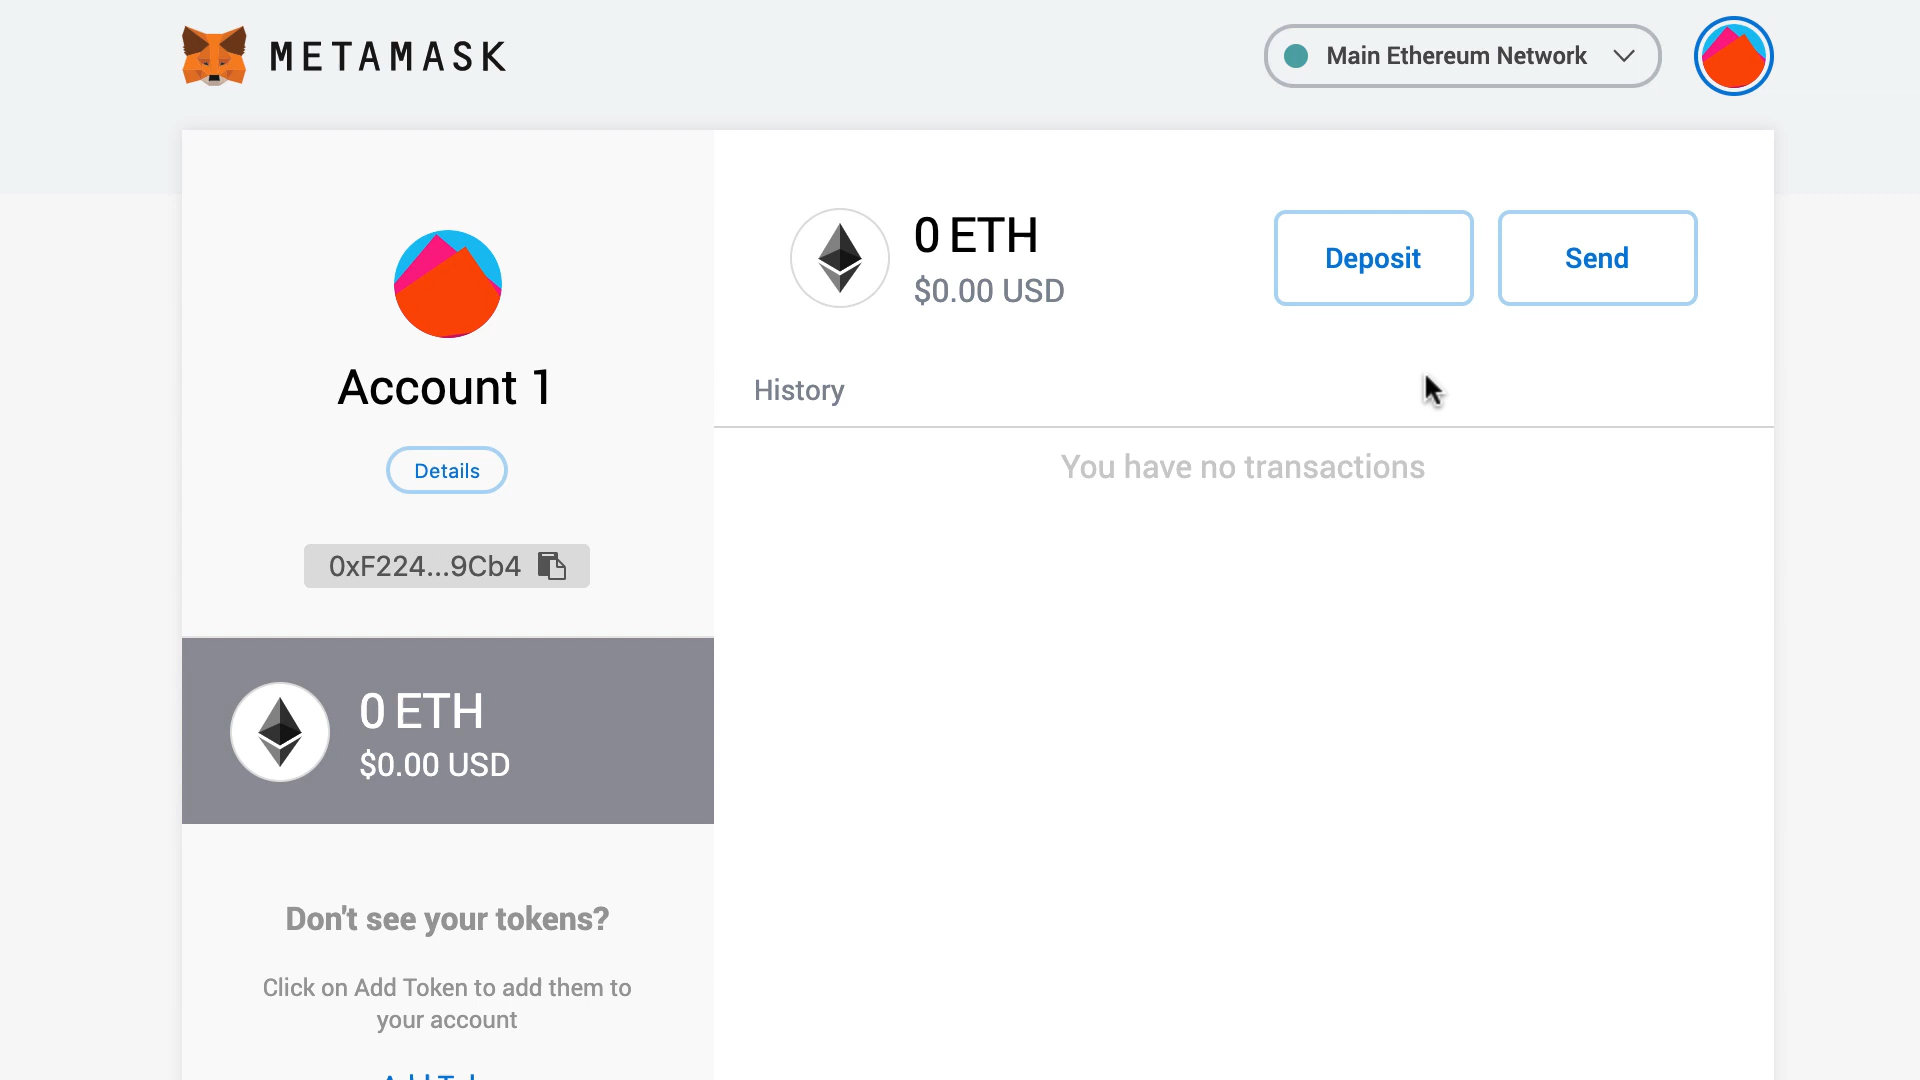 METAMASK
Main Ethereum Network
Account 1
Details
0xF224...9Cb4
0 ETH
$0.00 USD
Don't see your tokens?
Click on Add Token to add them to
your account
0 ETH
$0.00 USD
Deposit
Send
History
You have no transactions